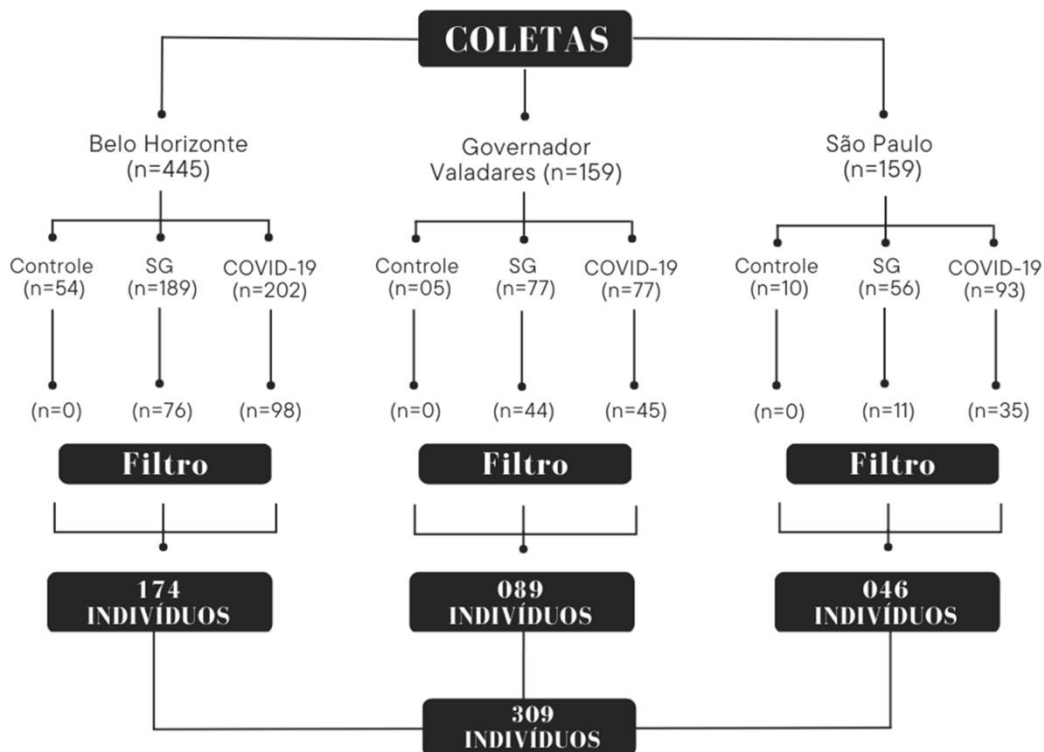 COLETAS
Belo Horizonte
(n=445)
Governador
Valadares (n=159)
São Paulo
(n=159)
Controle
(n=54)
SG
(n=189)
COVID-19
(n=202)
Controle
(n=05)
SG
(n=77)
COVID-19
(n=77)
Controle
(n=10)
SG
(n=56)
COVID-19
(n=93)
(n=0)
(n=76)
(n=98)
(n=0)
(n=44)
(n=45)
(n=0)
(n=11)
(n=35)
Filtro
Filtro
Filtro
174
INDIVÍDUOS
089
INDIVÍDUOS
046
INDIVÍDUOS
309
INDIVÍDUOS